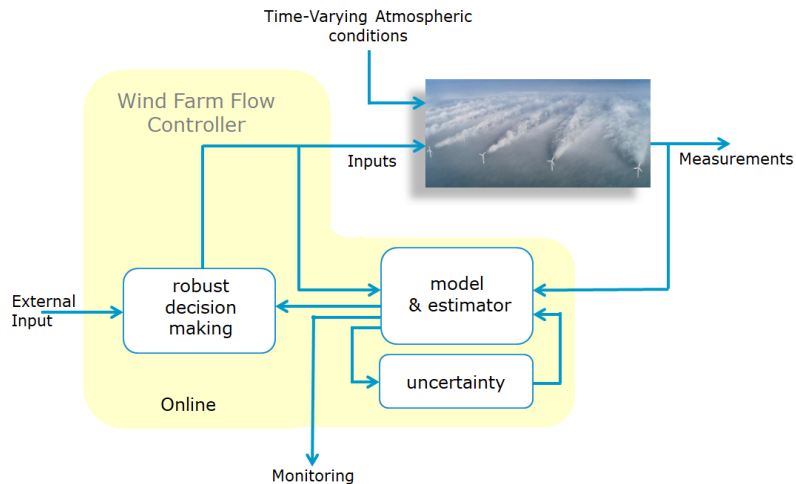 Time-Varying Atmospheric
conditions
Wind Farm Flow
Controller
Inputs
Measurements
External
Input
robust
decision
making
model
& estimator
uncertainty
Online
Monitoring